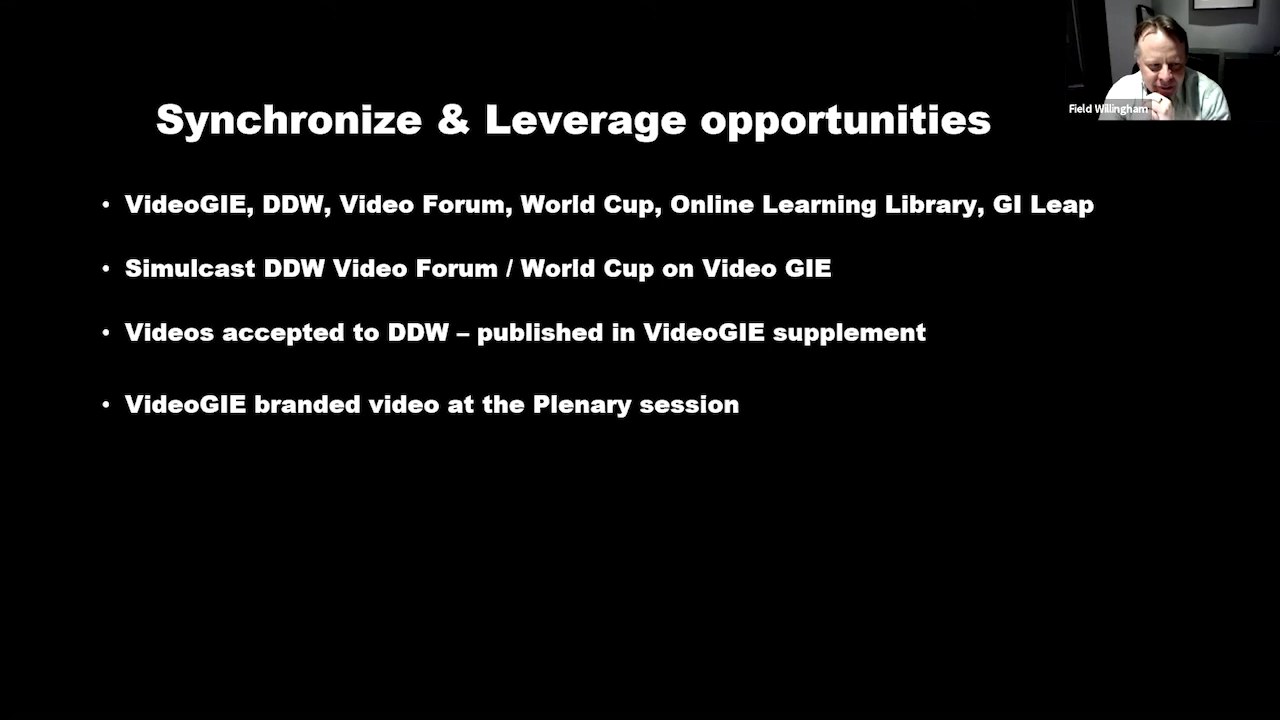 Synchronize & Leverage opportunities
Field Willingham
• VideoGIE, DDW, Video Forum, World Cup, Online Learning Library, GI Leap
• Simulcast DDW Video Forum / World Cup on Video GIE
• Videos accepted to DDW – published in VideoGIE supplement
• VideoGIE branded video at the Plenary session